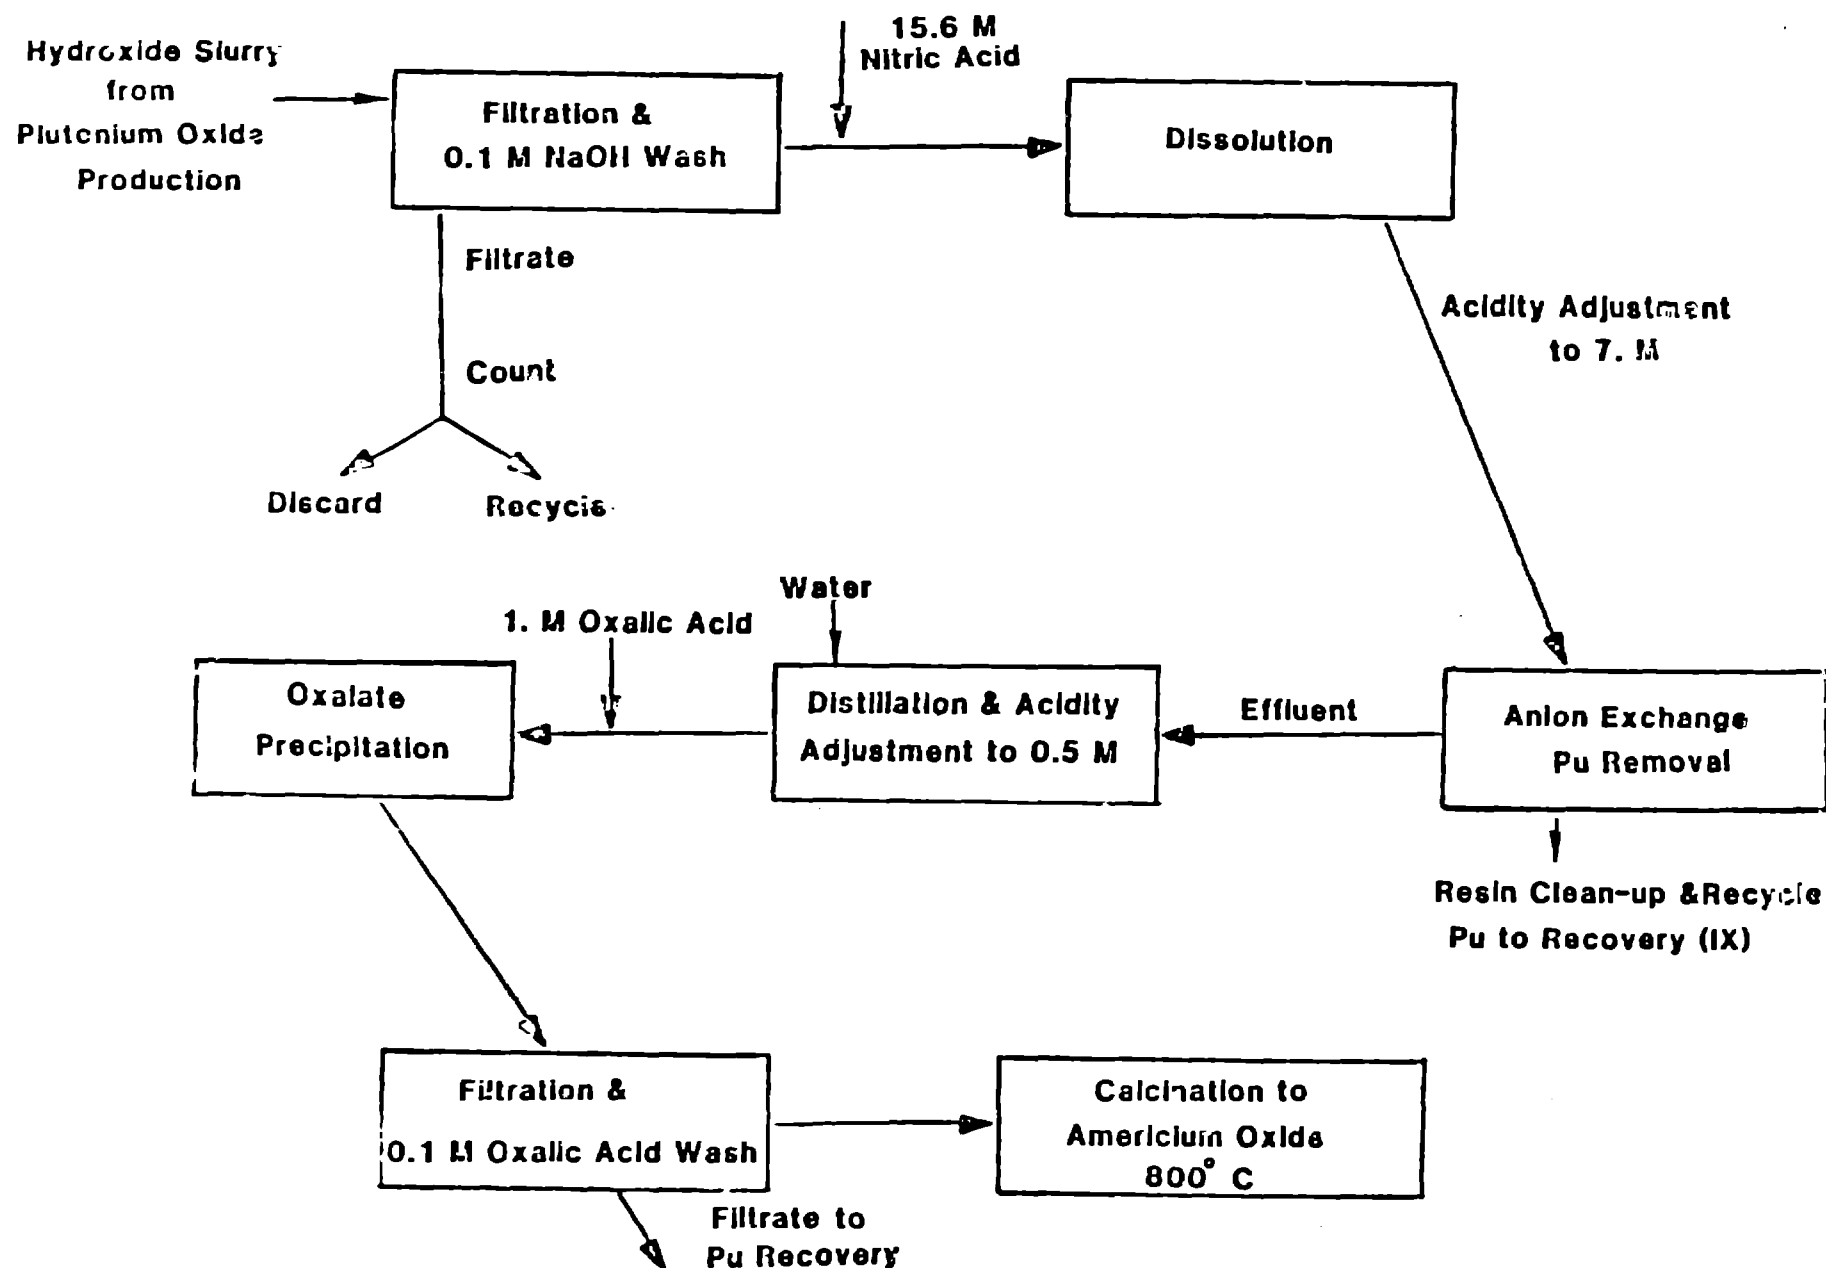 Hydroxide Slurry
from
Plutonium Oxide
Production
Filtration &
0.1 M NaOH Wash
15.6 M
Nitric Acid
Dissolution
Filtrate
Count
Discard
Recycle
Acidity Adjustment
to 7. M
Water
1. M Oxalic Acid
Oxalate
Precipitation
Distillation & Acidity
Adjustment to 0.5 M
Effluent
Anion Exchange
Pu Removal
Resin Clean-up &Recycle
Pu to Recovery (IX)
Filtration &
0.1 M Oxalic Acid Wash
Calcination to
Americium Oxide
800° C
Filtrate to
Pu Recovery